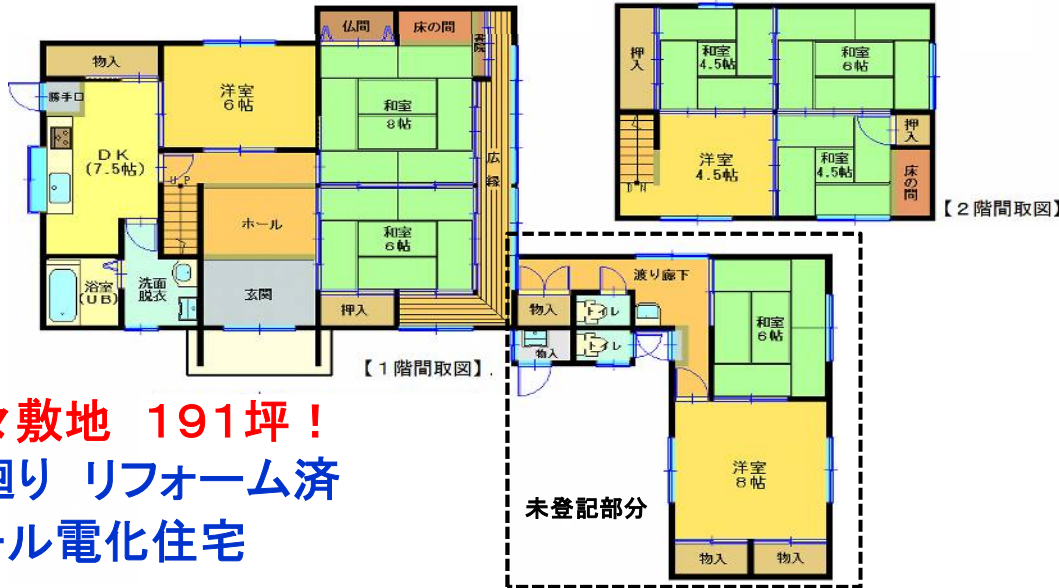 仏間
床の間
書院
物入
洋室
6帖
和室
8帖
勝手口
DK
(7.5帖)
UP
広縁
ホール
和室
6帖
浴室
(UB)
洗面
脱衣
玄関
押入
【1階間取図】.
押入
和室
4.5帖
和室
6帖
洋室
4.5帖
DN
和室
4.5帖
押入
床の間
【2階間取図】
渡り廊下
物入
トイレ
物入
トイレ
和室
6帖
洋室
8帖
物入
物入
未登記部分
敷地 191坪！
廻り リフォーム済
ール電化住宅